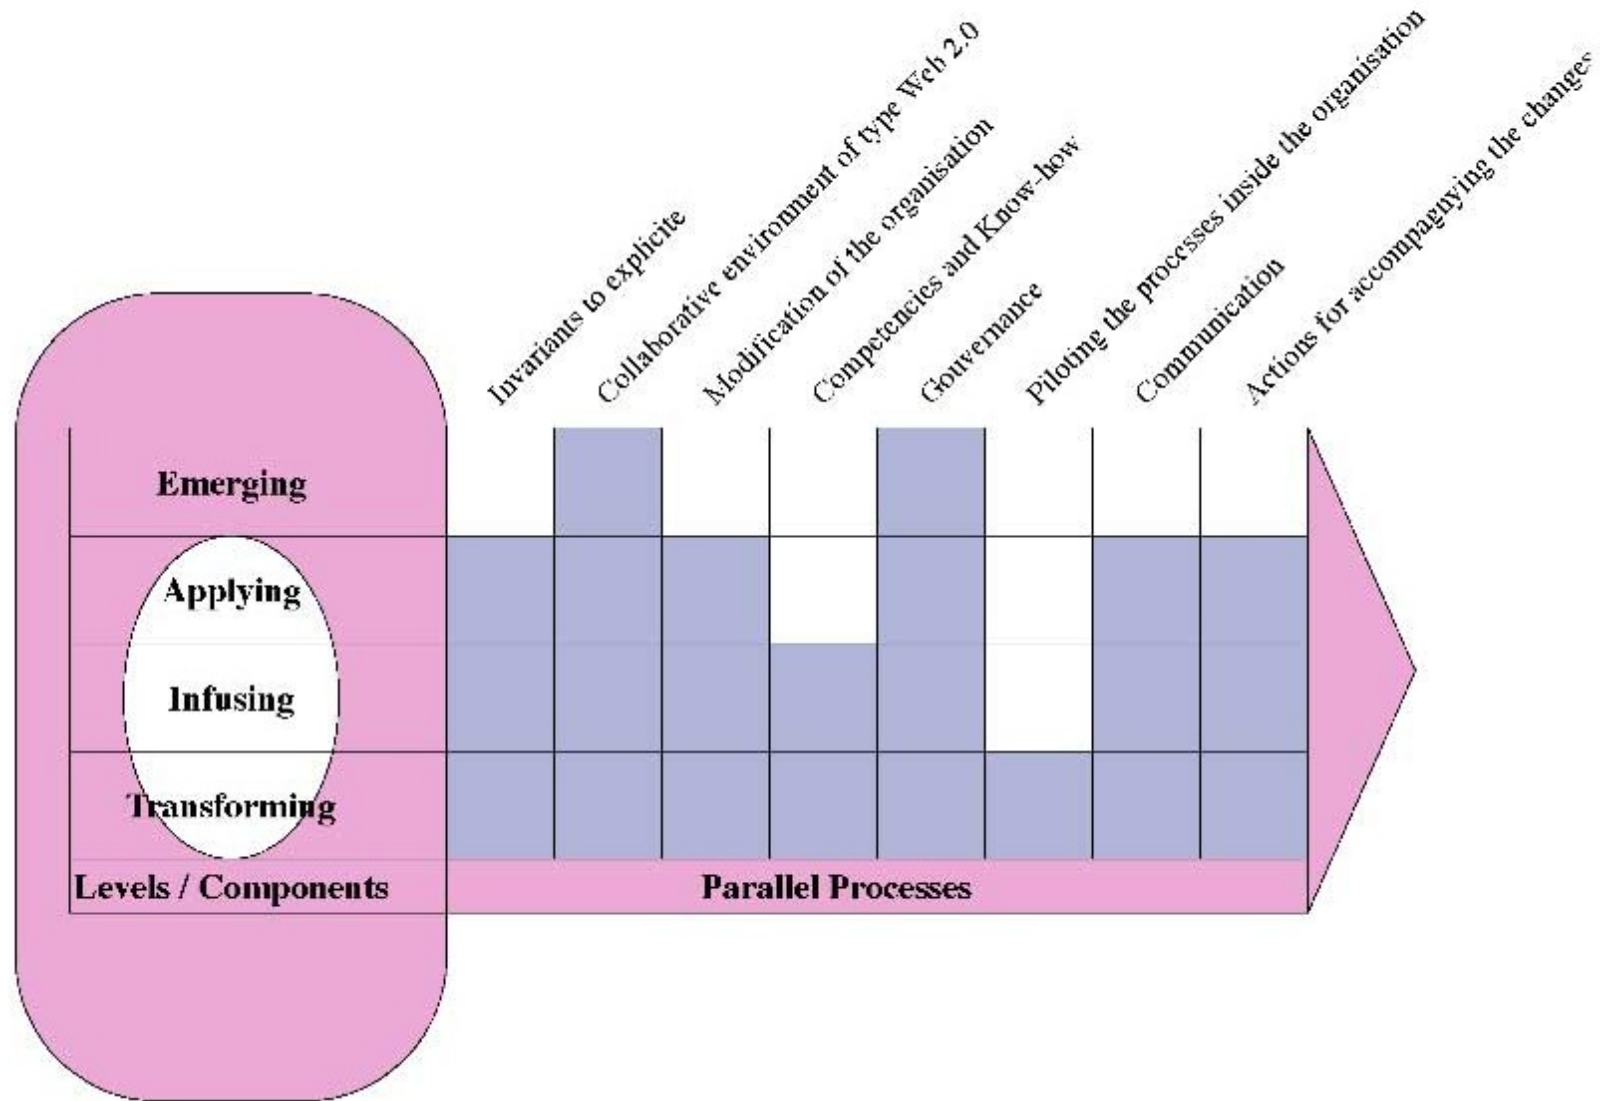 Invariants to explicite
Collaborative environment of type Web 2.0
Modification of the organisation
Competencies and Know-how
Gouvernance
Piloting the processes inside the organisation
Communication
Actions for accompagnying the changes
Emerging
Applying
Infusing
Transforming
Levels / Components
Parallel Processes